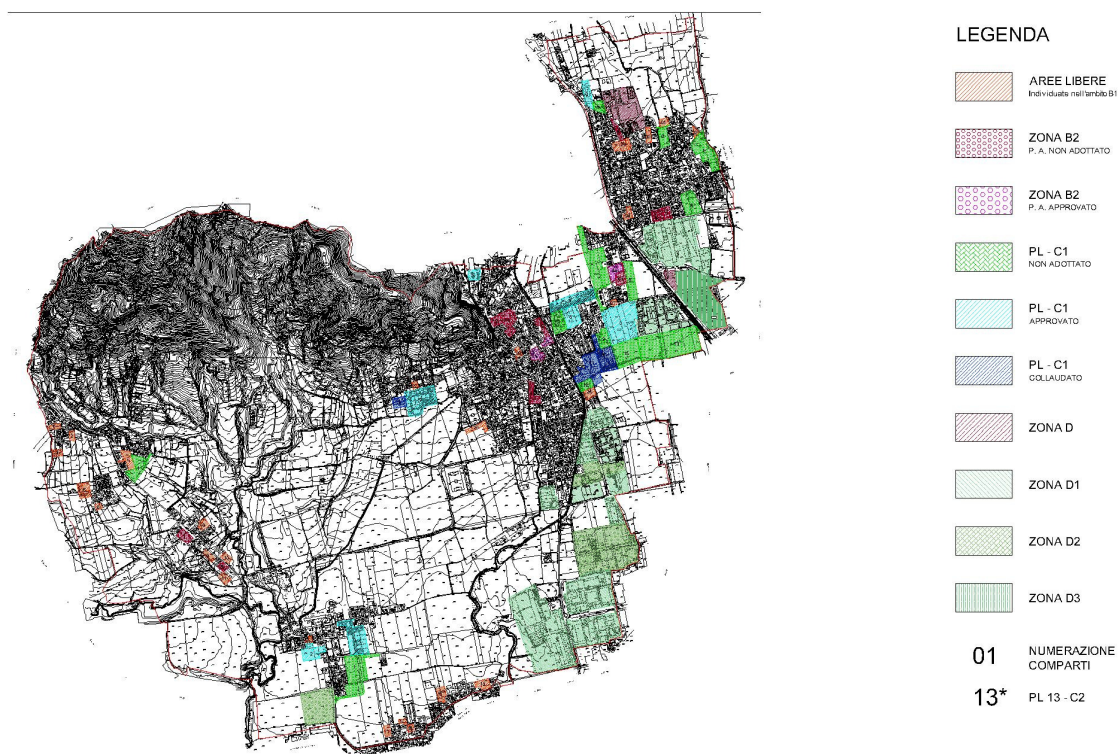 LEGENDA
AREE LIBERE
Individuate nell'ambito B1
ZONA B2
P. A. NON ADOTTATO
ZONA B2
P. A. APPROVATO
PL - C1
NON ADOTTATO
PL - C1
APPROVATO
PL - C1
COLLAUDATO
ZONA D
ZONA D1
ZONA D2
ZONA D3
01 NUMERAZIONE
COMPARTI
13* PL 13 - C2